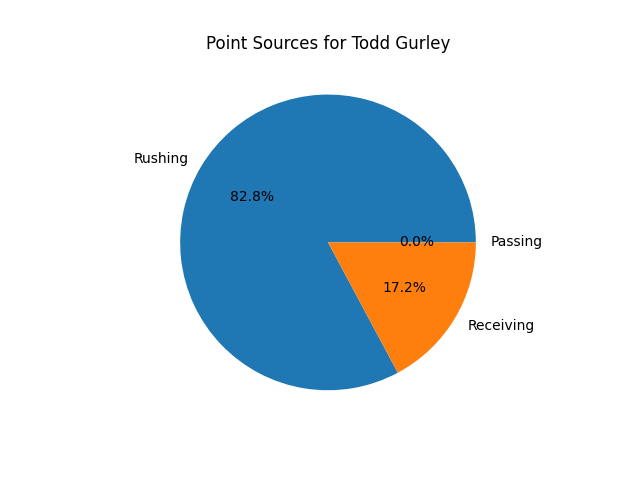 Point Sources for Todd Gurley
Rushing
82.8%
0.0%
Passing
17.2%
Receiving